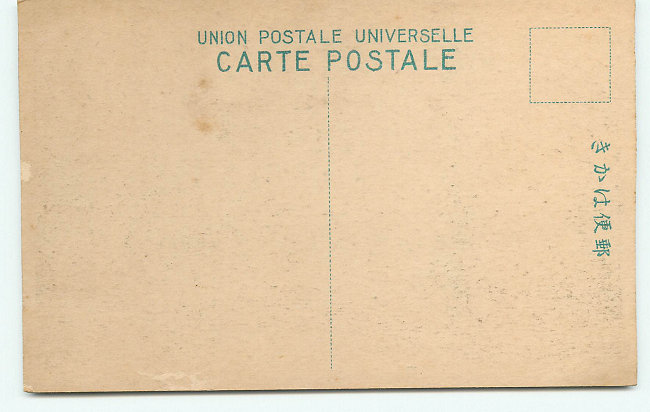 UNION POSTALE UNIVERSELLE
CARTE POSTALE
郵便はかき